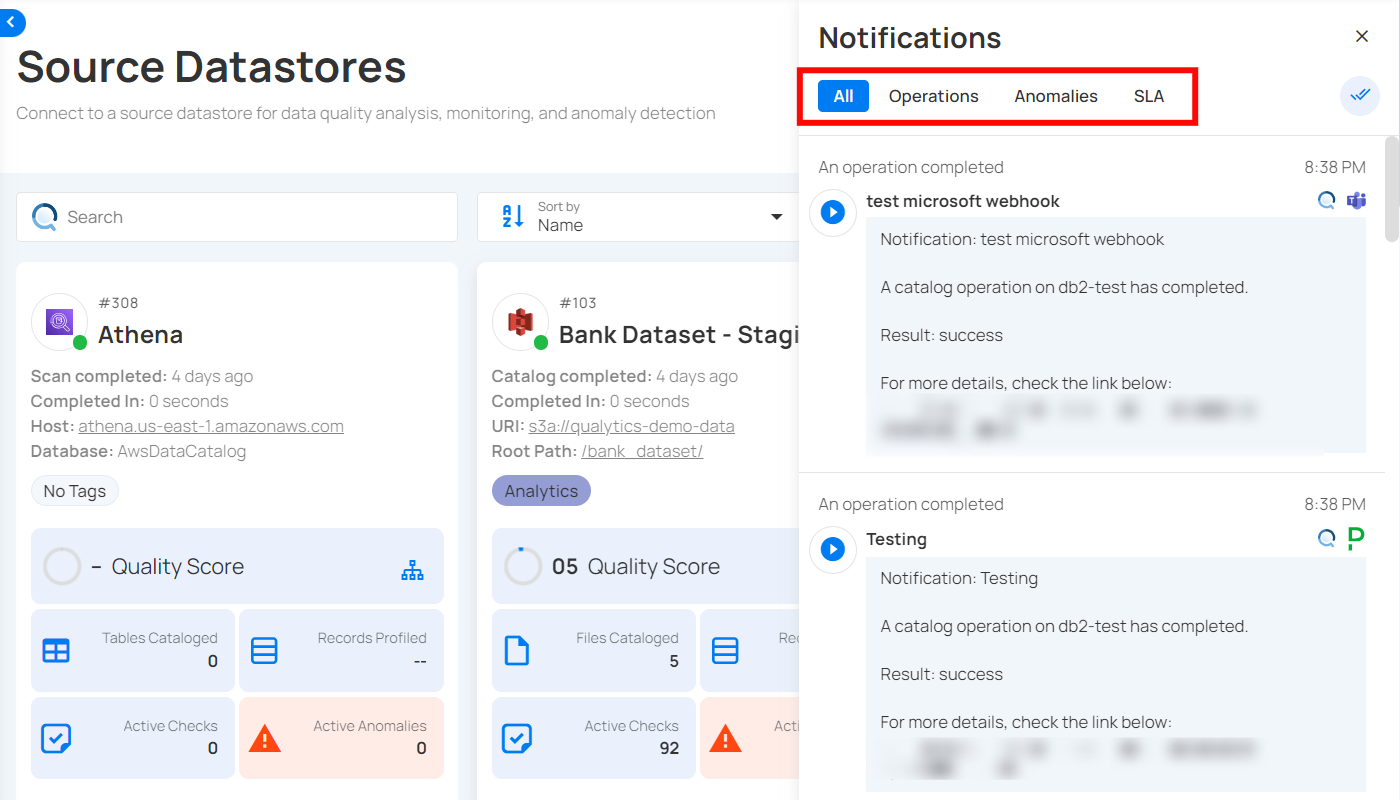 Source Datastores
Connect to a source datastore for data quality analysis, monitoring, and anomaly detection
Search
Sort by
Name
#308
Athena
Scan completed: 4 days ago
Completed In: 0 seconds
Host: athena.us-east-1.amazonaws.com
Database: AwsDataCatalog
No Tags
– Quality Score
Tables Cataloged
0
Records Profiled
--
Active Checks
0
Active Anomalies
0
#103
Bank Dataset - Stagi
Catalog completed: 4 days ago
Completed In: 0 seconds
URI: s3a://qualytics-demo-data
Root Path: /bank_dataset/
Analytics
05 Quality Score
Files Cataloged
5
Rec
Active Checks
92
Acti
Notifications
All Operations Anomalies SLA
An operation completed 8:38 PM
test microsoft webhook
Notification: test microsoft webhook
A catalog operation on db2-test has completed.
Result: success
For more details, check the link below:
An operation completed 8:38 PM
Testing
Notification: Testing
A catalog operation on db2-test has completed.
Result: success
For more details, check the link below: